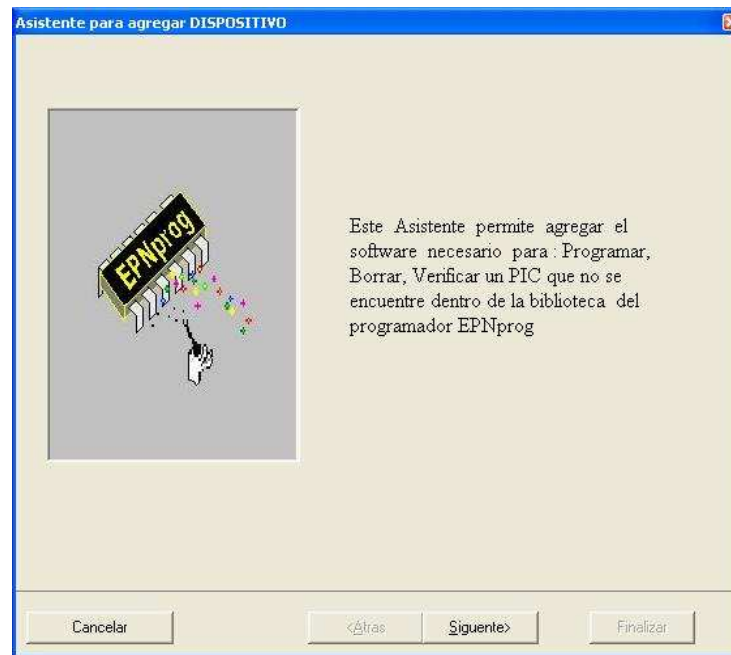 Asistente para agregar DISPOSITIVO
EPNprog
Este Asistente permite agregar el
software necesario para : Programar,
Borrar, Verificar un PIC que no se
encuentre dentro de la biblioteca del
programador EPNprog
Cancelar
<Atras
Siguente>
Finalizar